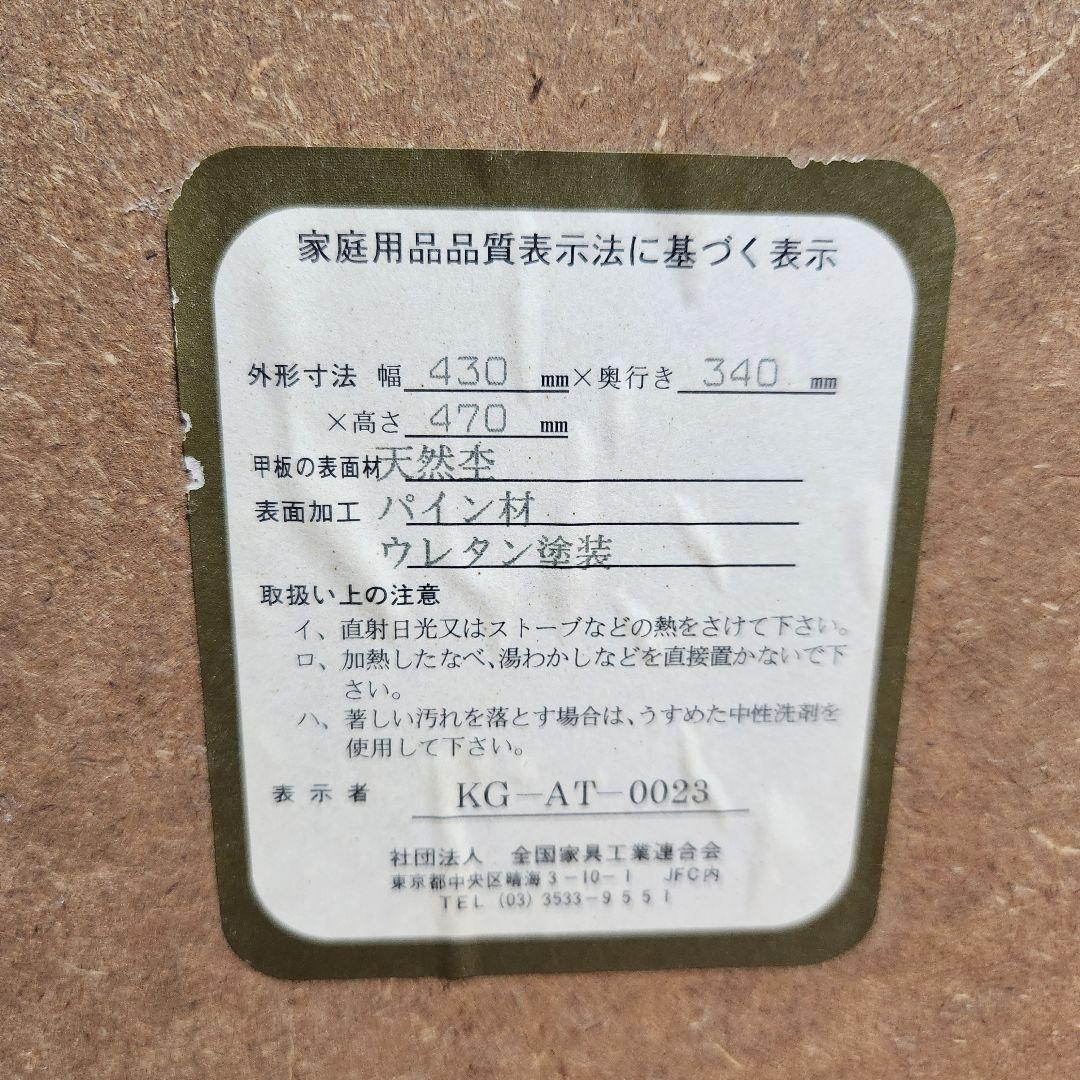 家庭用品品質表示法に基づく表示
外形寸法 幅 430 mm×奥行き 340 mm
×高さ 470 mm
甲板の表面材 天然杢
表面加工 パイン材
ウレタン塗装
取扱い上の注意
イ、直射日光又はストーブなどの熱をさけて下さい。
ロ、加熱したなべ、湯わかしなどを直接置かないで下
さい。
ハ、著しい汚れを落とす場合は、うすめた中性洗剤を
使用して下さい。
表示者 KG-AT-0023
社団法人 全国家具工業連合会
東京都中央区晴海3-10-1 JFC内
TEL (03) 3533-9551